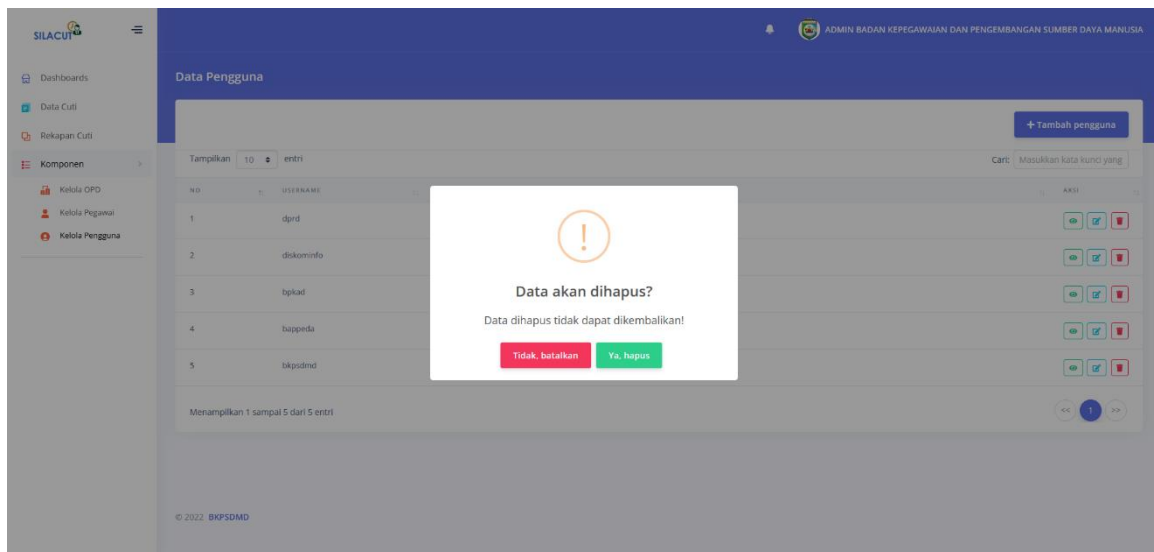 SILACUT
ADMIN BADAN KEPEGAWAIAN DAN PENGEMBANGAN SUMBER DAYA MANUSIA
Dashboards
Data Cuti
Rekapan Cuti
Komponen
Kelola OPD
Kelola Pegawai
Kelola Pengguna
Data Pengguna
+ Tambah pengguna
Tampilkan 10 entri
Cari: Masukkan kata kunci yang
NO USERNAME AKSI
1 dprd
2 diskominfo
3 bpkad
4 bappeda
5 bkpsdmd
!
Data akan dihapus?
Data dihapus tidak dapat dikembalikan!
Tidak, batalkan Ya, hapus
Menampilkan 1 sampai 5 dari 5 entri
<< 1 >>
© 2022 BKPSDMD